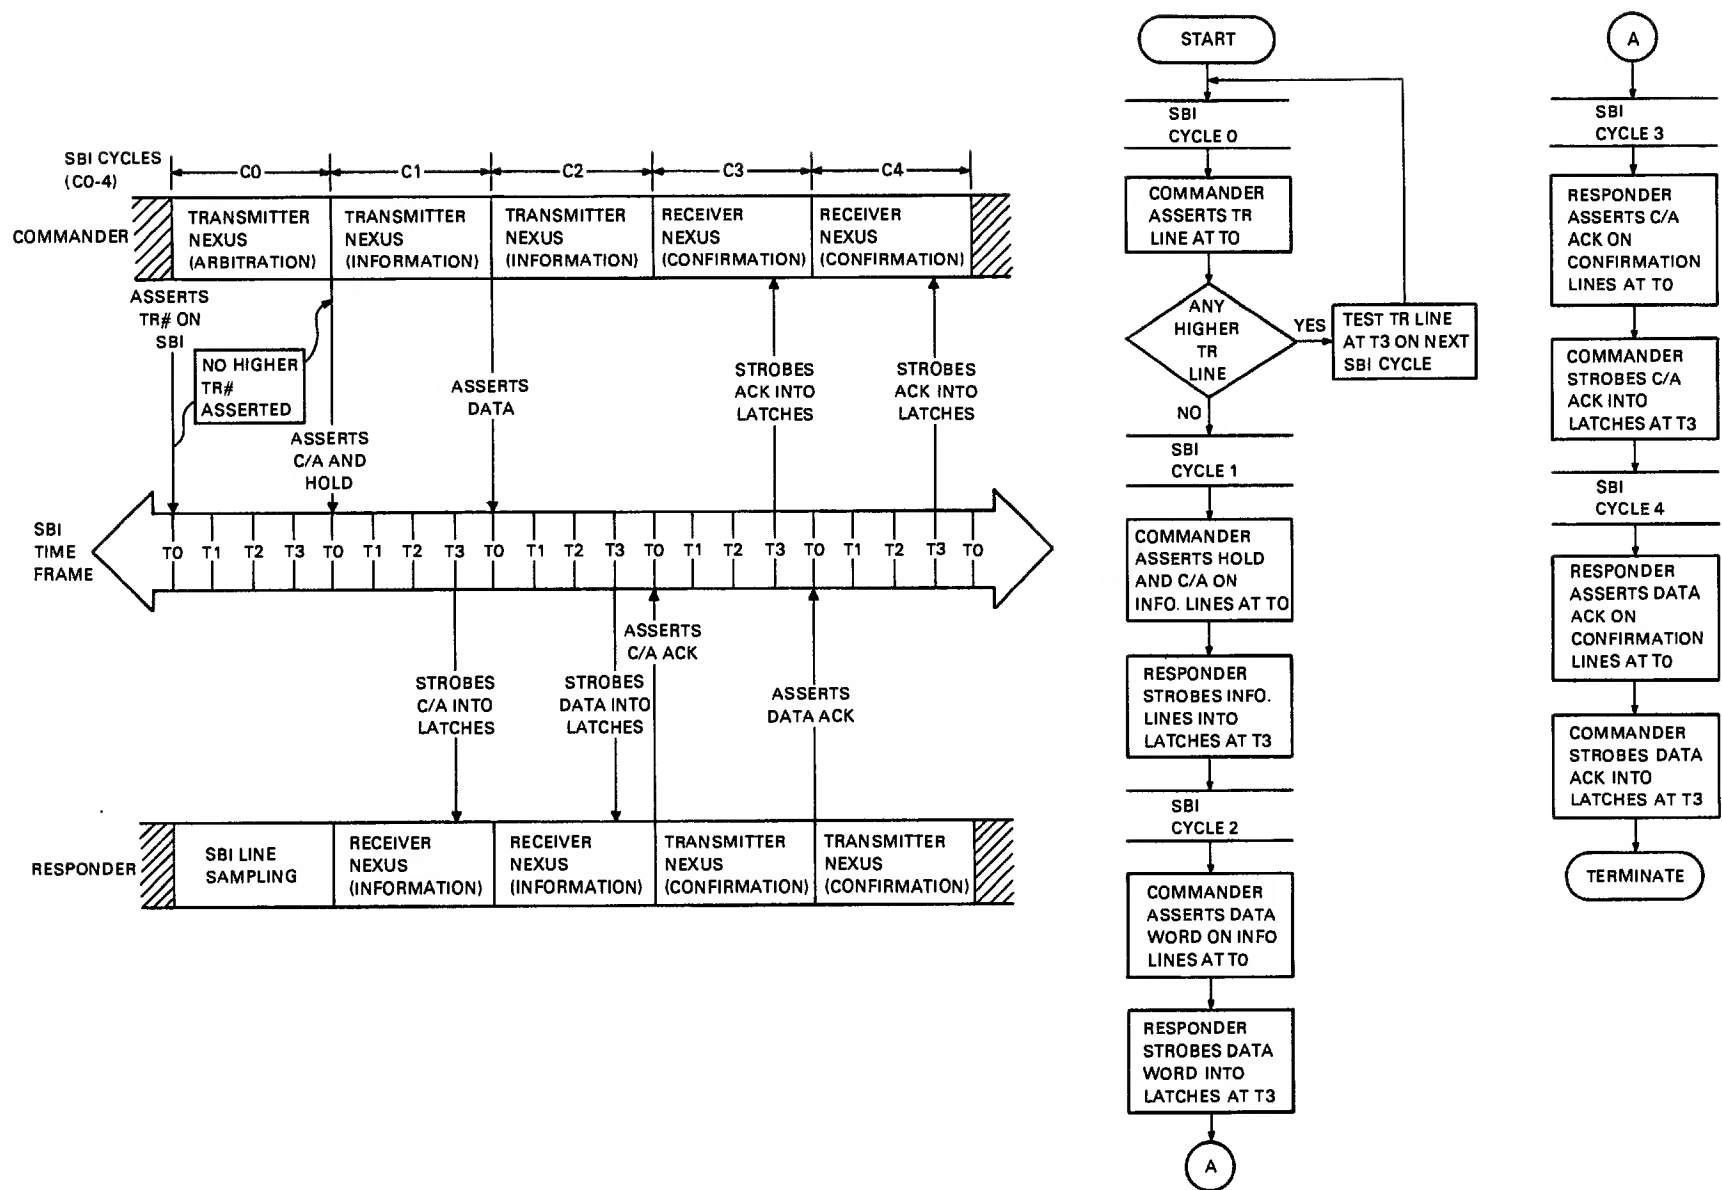 SBI CYCLES
(C0-4)
C0
C1
C2
C3
C4
COMMANDER
TRANSMITTER
NEXUS
(ARBITRATION)
TRANSMITTER
NEXUS
(INFORMATION)
TRANSMITTER
NEXUS
(INFORMATION)
RECEIVER
NEXUS
(CONFIRMATION)
RECEIVER
NEXUS
(CONFIRMATION)
ASSERTS
TR# ON
SBI
NO HIGHER
TR#
ASSERTED
ASSERTS
C/A AND
HOLD
ASSERTS
DATA
STROBES
ACK INTO
LATCHES
STROBES
ACK INTO
LATCHES
SBI
TIME
FRAME
T0 T1 T2 T3 T0 T1 T2 T3 T0 T1 T2 T3 T0 T1 T2 T3 T0 T1 T2 T3 T0
STROBES
C/A INTO
LATCHES
STROBES
DATA INTO
LATCHES
ASSERTS
C/A ACK
ASSERTS
DATA ACK
RESPONDER
SBI LINE
SAMPLING
RECEIVER
NEXUS
(INFORMATION)
RECEIVER
NEXUS
(INFORMATION)
TRANSMITTER
NEXUS
(CONFIRMATION)
TRANSMITTER
NEXUS
(CONFIRMATION)
START
SBI
CYCLE 0
COMMANDER
ASSERTS TR
LINE AT T0
ANY
HIGHER
TR
LINE
YES
TEST TR LINE
AT T3 ON NEXT
SBI CYCLE
NO
SBI
CYCLE 1
COMMANDER
ASSERTS HOLD
AND C/A ON
INFO. LINES AT T0
RESPONDER
STROBES INFO.
LINES INTO
LATCHES AT T3
SBI
CYCLE 2
COMMANDER
ASSERTS DATA
WORD ON INFO
LINES AT T0
RESPONDER
STROBES DATA
WORD INTO
LATCHES AT T3
A
A
SBI
CYCLE 3
RESPONDER
ASSERTS C/A
ACK ON
CONFIRMATION
LINES AT T0
COMMANDER
STROBES C/A
ACK INTO
LATCHES AT T3
SBI
CYCLE 4
RESPONDER
ASSERTS DATA
ACK ON
CONFIRMATION
LINES AT T0
COMMANDER
STROBES DATA
ACK INTO
LATCHES AT T3
TERMINATE